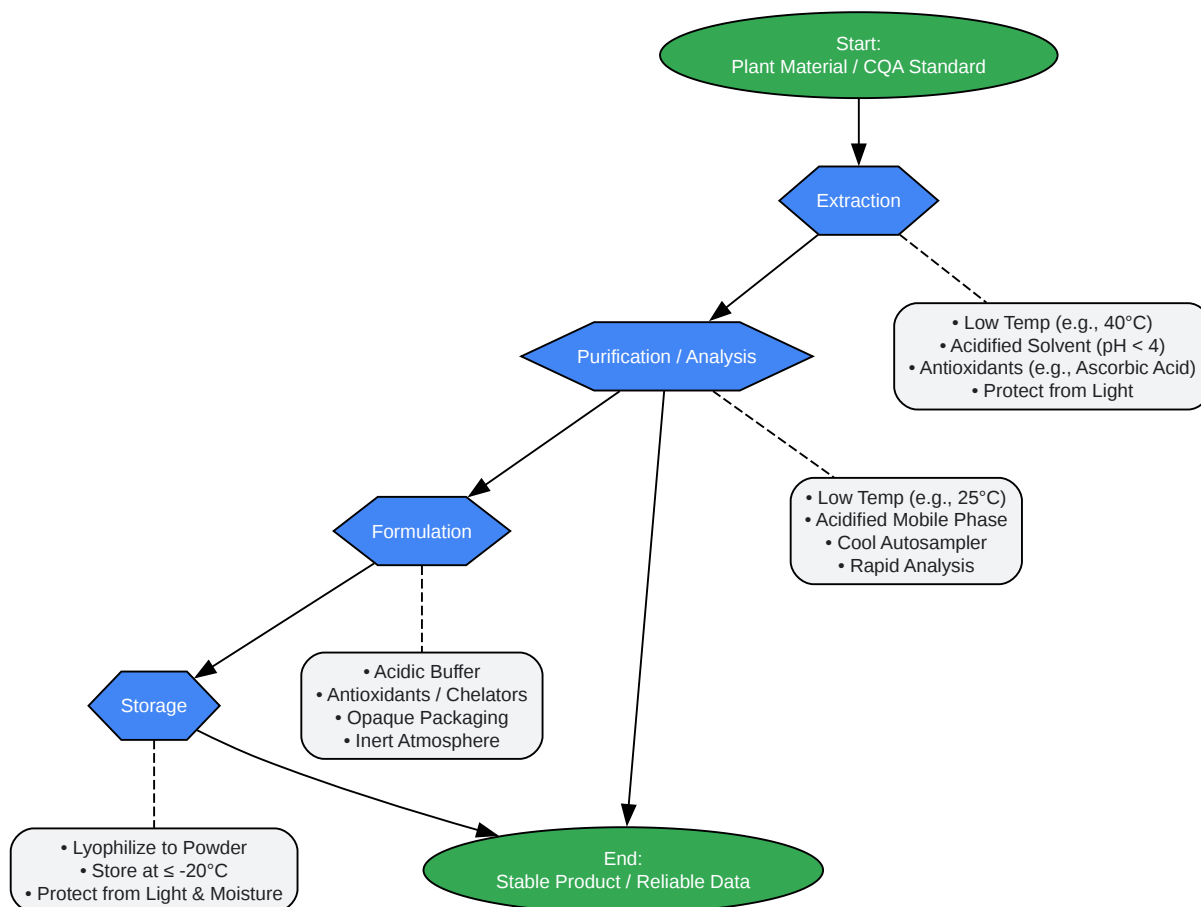 Start:
Plant Material / CQA Standard
Extraction
• Low Temp (e.g., 40°C)
• Acidified Solvent (pH < 4)
• Antioxidants (e.g., Ascorbic Acid)
• Protect from Light
Purification / Analysis
• Low Temp (e.g., 25°C)
• Acidified Mobile Phase
• Cool Autosampler
• Rapid Analysis
Formulation
• Acidic Buffer
• Antioxidants / Chelators
• Opaque Packaging
• Inert Atmosphere
Storage
• Lyophilize to Powder
• Store at ≤ -20°C
• Protect from Light & Moisture
End:
Stable Product / Reliable Data